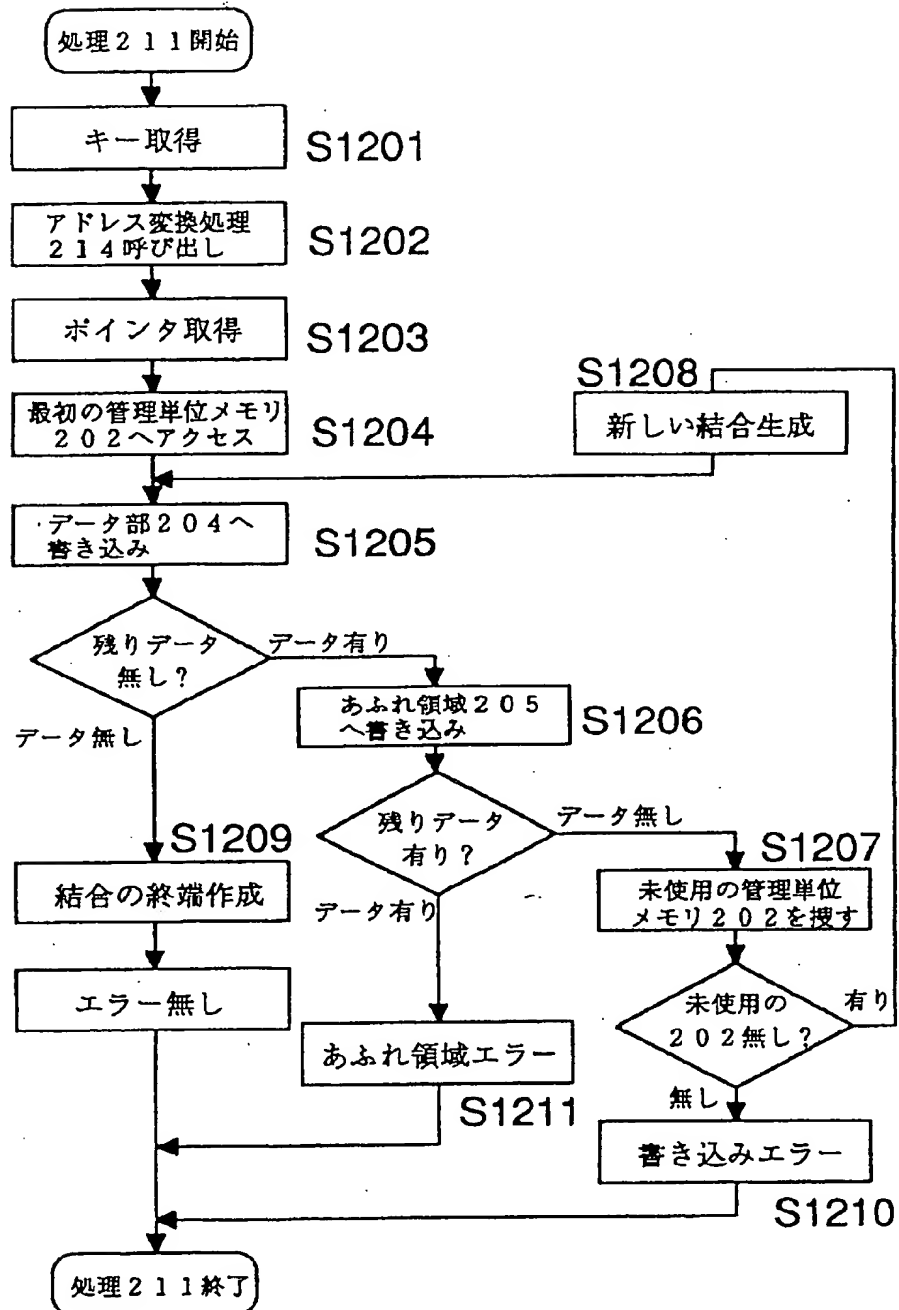 処理２１１開始
キー取得
S1201
アドレス変換処理
２１４呼び出し
S1202
ポインタ取得
S1203
最初の管理単位メモリ
２０２へアクセス
S1204
S1208
新しい結合生成
データ部２０４へ
書き込み
S1205
残りデータ
無し？
データ有り
データ無し
あふれ領域２０５
へ書き込み
S1206
残りデータ
有り？
データ無し
データ有り
S1207
未使用の管理単位
メモリ２０２を捜す
S1209
結合の終端作成
エラー無し
未使用の
２０２無し？
有り
無し
あふれ領域エラー
S1211
書き込みエラー
S1210
処理２１１終了